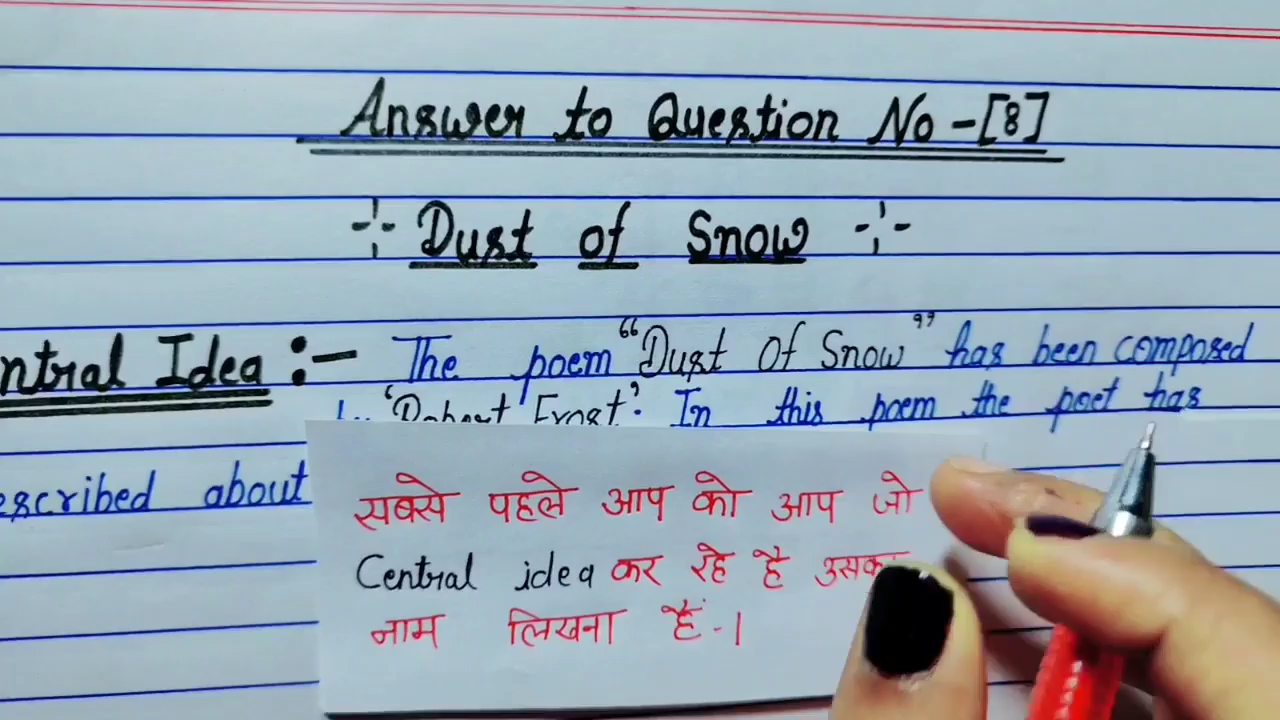 Answer to Question No-[8]
Dust of Snow
ntral Idea :- The poem "Dust Of Snow" has been composed
'Robert Frost'. In this poem the poet has
escribed about
सबसे पहले आप को आप जो
Central idea कर रहे है उसका
नाम लिखना हैं।